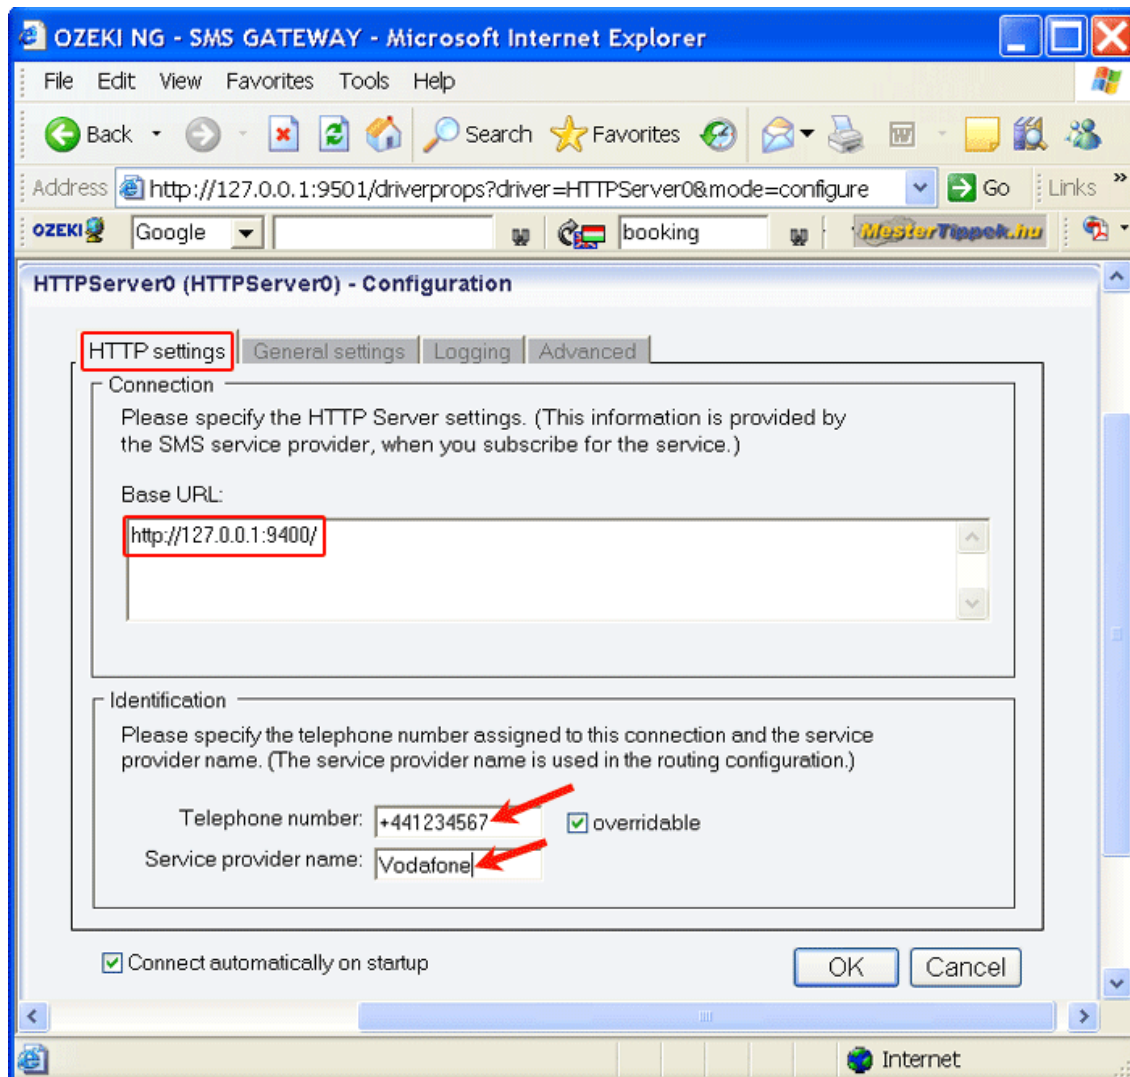 OZEKI NG - SMS GATEWAY - Microsoft Internet Explorer
File Edit View Favorites Tools Help
Back Search Favorites
Address http://127.0.0.1:9501/driverprops?driver=HTTPServer0&mode=configure Go Links »
OZEKI Google booking MesterTippek.hu
HTTPServer0 (HTTPServer0) - Configuration
HTTP settings General settings Logging Advanced
Connection
Please specify the HTTP Server settings. (This information is provided by
the SMS service provider, when you subscribe for the service.)
Base URL:
http://127.0.0.1:9400/
Identification
Please specify the telephone number assigned to this connection and the service
provider name. (The service provider name is used in the routing configuration.)
Telephone number: +441234567 overridable
Service provider name: Vodafone
Connect automatically on startup OK Cancel
Internet